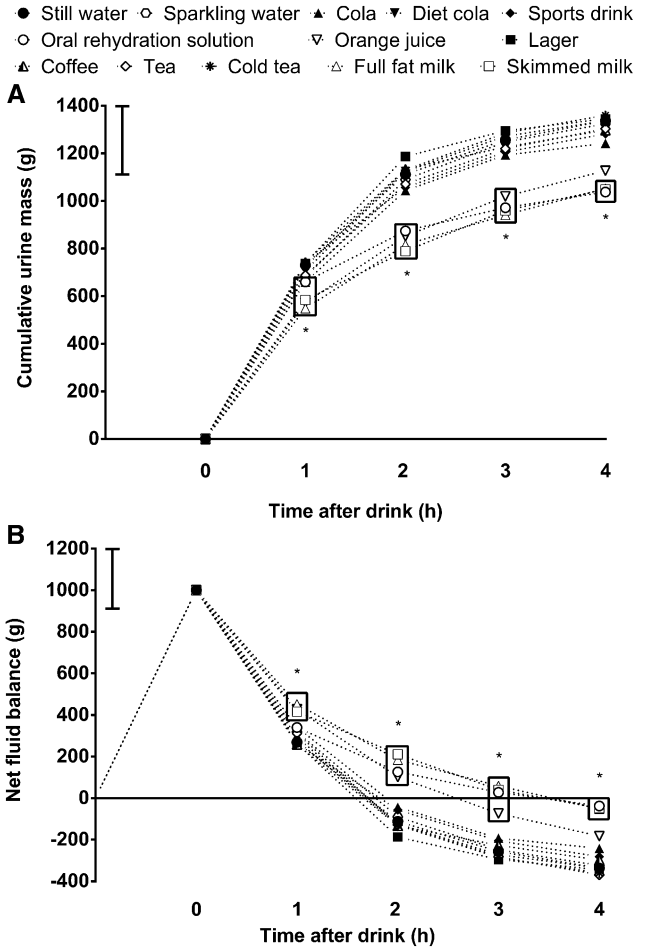 Still water Sparkling water Cola Diet cola Sports drink
Oral rehydration solution Orange juice Lager
Coffee Tea Cold tea Full fat milk Skimmed milk
A
1400
1200
1000
800
600
400
200
0
Cumulative urine mass (g)
* * * *
0 1 2 3 4
Time after drink (h)
B
1200
1000
800
600
400
200
0
-200
-400
Net fluid balance (g)
* * * *
0 1 2 3 4
Time after drink (h)